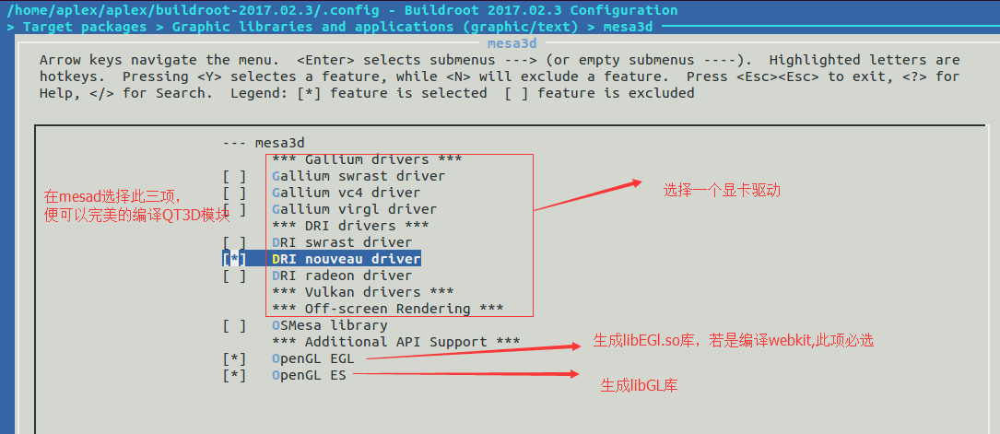 /home/aplex/aplex/buildroot-2017.02.3/.config - Buildroot 2017.02.3 Configuration
> Target packages > Graphic libraries and applications (graphic/text) > mesa3d
mesa3d
Arrow keys navigate the menu.  <Enter> selects submenus ---> (or empty submenus ----).  Highlighted letters are
hotkeys.  Pressing <Y> selectes a feature, while <N> will exclude a feature.  Press <Esc><Esc> to exit, <?> for
Help, </> for Search.  Legend: [*] feature is selected  [ ] feature is excluded
--- mesa3d
*** Gallium drivers ***
[ ] Gallium swrast driver
[ ] Gallium vc4 driver
[ ] Gallium virgl driver
*** DRI drivers ***
[ ] DRI swrast driver
[*] DRI nouveau driver
[ ] DRI radeon driver
*** Vulkan drivers ***
*** Off-screen Rendering ***
[ ] OSMesa library
*** Additional API Support ***
[*] OpenGL EGL
[*] OpenGL ES
在mesad选择此三项,
便可以完美的编译QT3D模块
选择一个显卡驱动
生成libEGl.so库，若是编译webkit,此项必选
生成libGL库